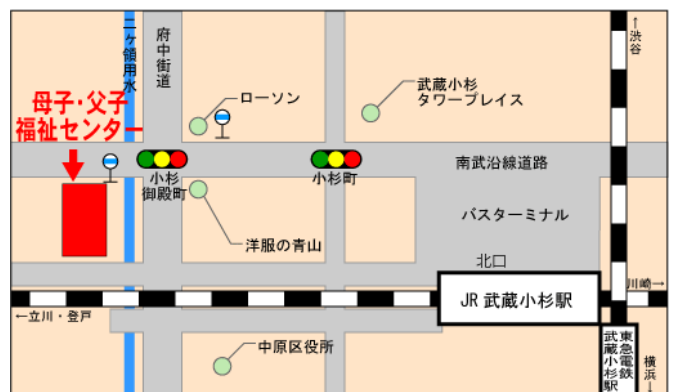 二ヶ領用水
府中街道
↑渋谷
母子・父子
福祉センター
ローソン
武蔵小杉
タワープレイス
小杉
御殿町
小杉町
南武沿線道路
バスターミナル
洋服の青山
北口
JR 武蔵小杉駅
川崎→
←立川・登戸
中原区役所
東急電鉄
武蔵小杉駅
横浜↓